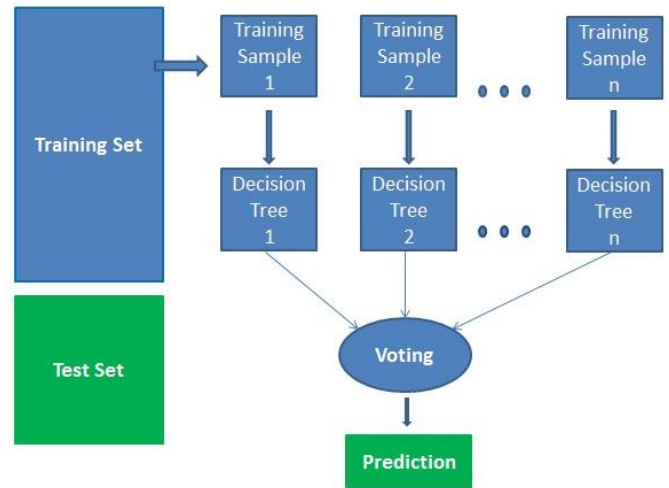 Training Set
Training
Sample
1
Training
Sample
2
Training
Sample
n
Decision
Tree
1
Decision
Tree
2
Decision
Tree
n
Test Set
Voting
Prediction